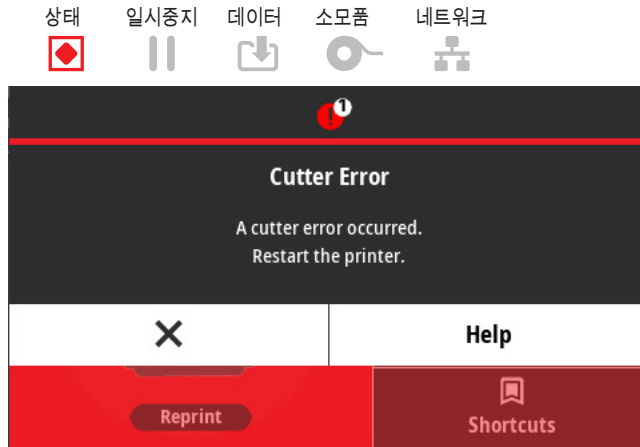 상태 일시중지 데이터 소모품 네트워크
1
Cutter Error
A cutter error occurred.
Restart the printer.
Help
Reprint
Shortcuts